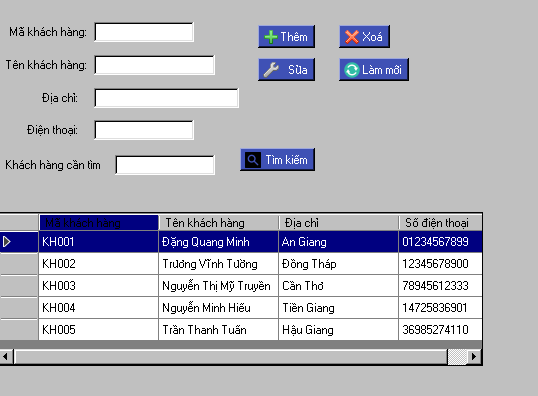 Mã khách hàng:
Thêm
Xoá
Tên khách hàng:
Sửa
Làm mới
Địa chỉ:
Điện thoại:
Khách hàng cần tìm
Tìm kiếm
Tên khách hàng Địa chỉ Số điện thoại
KH001 Đặng Quang Minh An Giang 01234567899
KH002 Trương Vĩnh Tường Đồng Tháp 12345678900
KH003 Nguyễn Thị Mỹ Truyền Cần Thơ 78945612333
KH004 Nguyễn Minh Hiếu Tiền Giang 14725836901
KH005 Trần Thanh Tuấn Hậu Giang 36985274110